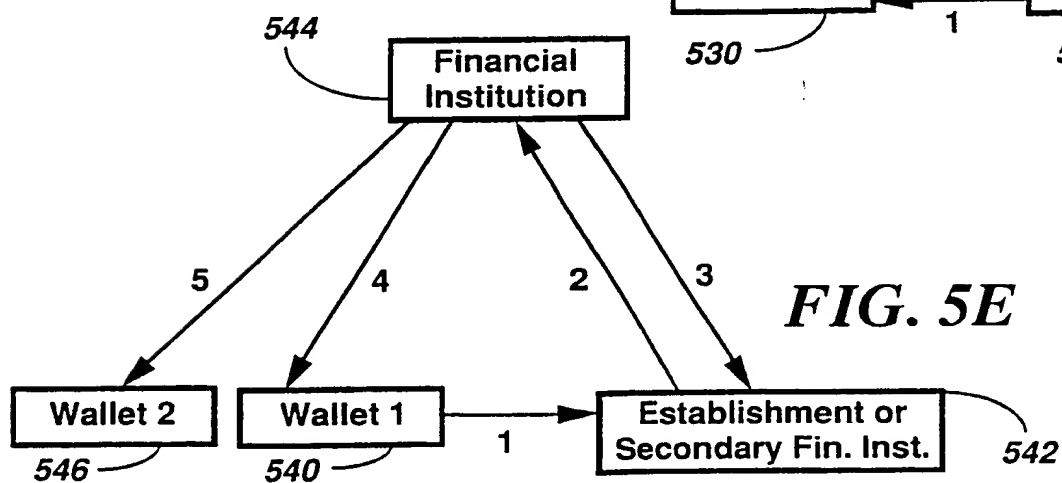 544
530
1
Financial
Institution
5
4
2
3
FIG. 5E
Wallet 2
Wallet 1
1
Establishment or
Secondary Fin. Inst.
546
540
542